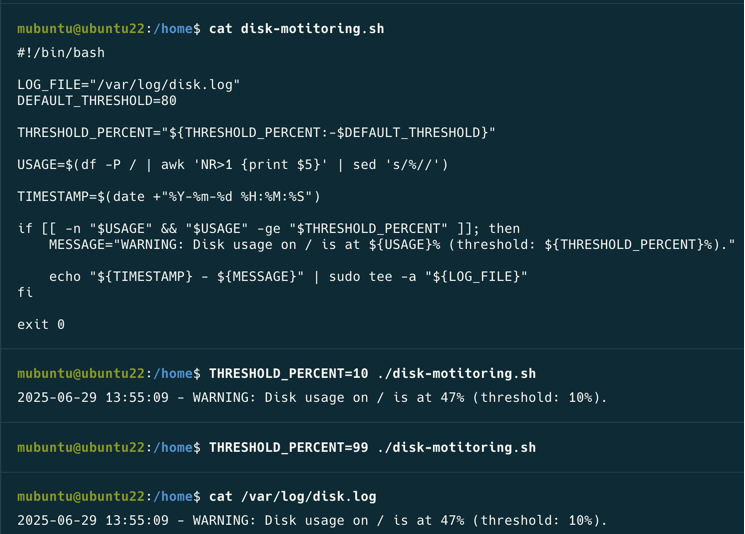 mubuntu@ubuntu22:/home$ cat disk-motitoring.sh
#!/bin/bash
LOG_FILE="/var/log/disk.log"
DEFAULT_THRESHOLD=80
THRESHOLD_PERCENT="${THRESHOLD_PERCENT:-$DEFAULT_THRESHOLD}"
USAGE=$(df -P / | awk 'NR>1 {print $5}' | sed 's/%//')
TIMESTAMP=$(date +"%Y-%m-%d %H:%M:%S")
if [[ -n "$USAGE" && "$USAGE" -ge "$THRESHOLD_PERCENT" ]]; then
    MESSAGE="WARNING: Disk usage on / is at ${USAGE}% (threshold: ${THRESHOLD_PERCENT}%)."
    echo "${TIMESTAMP} - ${MESSAGE}" | sudo tee -a "${LOG_FILE}"
fi
exit 0
mubuntu@ubuntu22:/home$ THRESHOLD_PERCENT=10 ./disk-motitoring.sh
2025-06-29 13:55:09 - WARNING: Disk usage on / is at 47% (threshold: 10%).
mubuntu@ubuntu22:/home$ THRESHOLD_PERCENT=99 ./disk-motitoring.sh
mubuntu@ubuntu22:/home$ cat /var/log/disk.log
2025-06-29 13:55:09 - WARNING: Disk usage on / is at 47% (threshold: 10%).